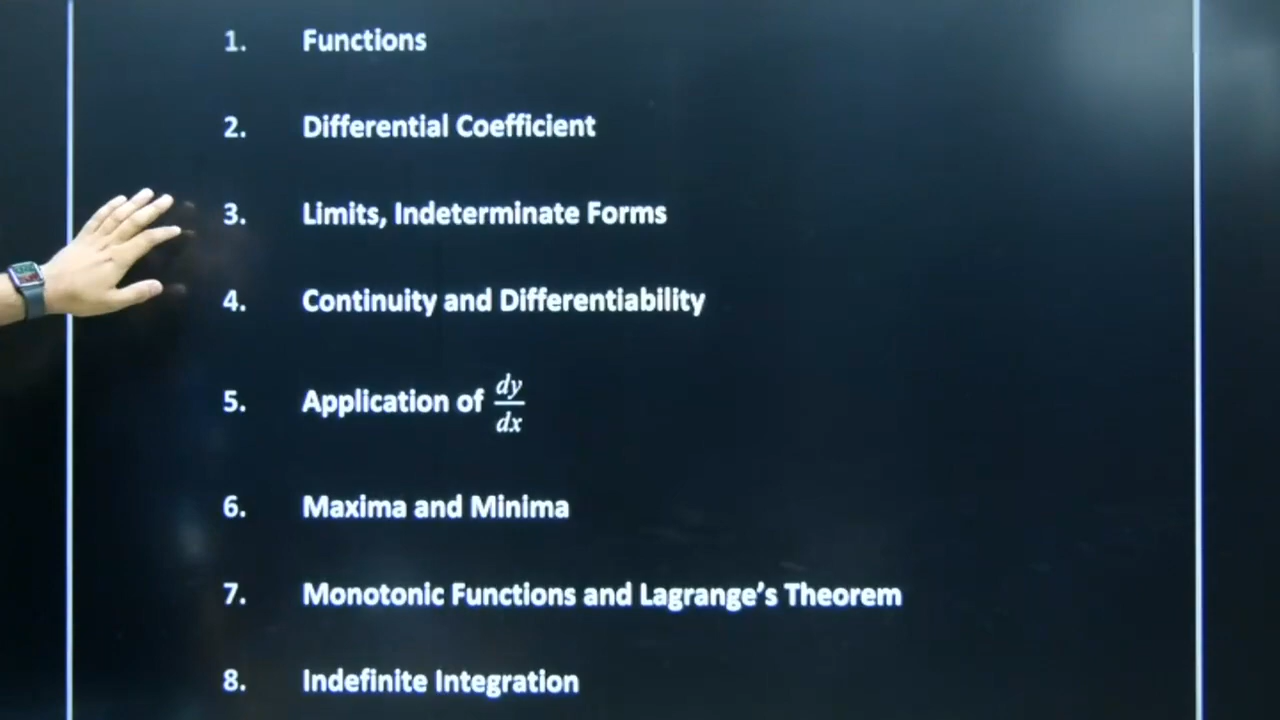 1. Functions
2. Differential Coefficient
3. Limits, Indeterminate Forms
4. Continuity and Differentiability
5. Application of dy/dx
6. Maxima and Minima
7. Monotonic Functions and Lagrange’s Theorem
8. Indefinite Integration